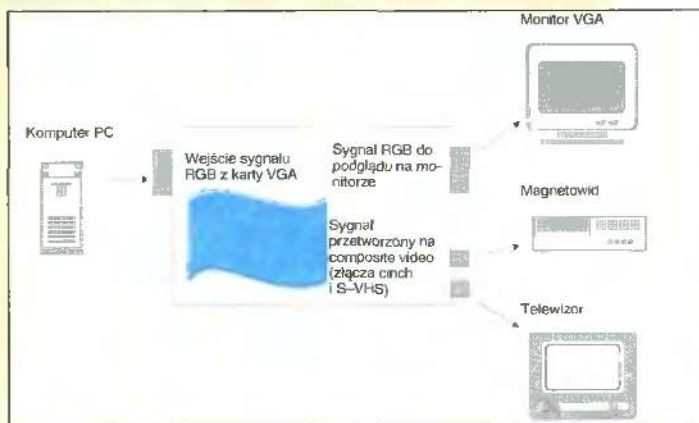 Monitor VGA
Komputer PC
Wejście sygnału
RGB z karty VGA
Sygnał RGB do
podglądu na mo-
nitorze
Magnetowid
Sygnał
przetworzony na
composite video
(złącza cinch
i S–VHS)
Telewizor